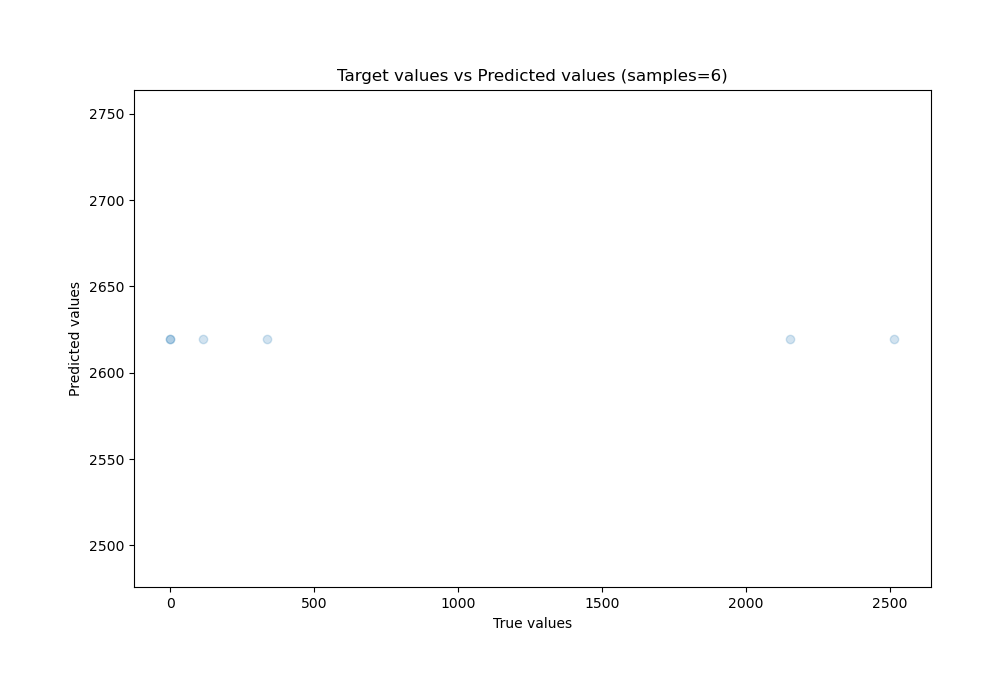 Target values vs Predicted values (samples=6)
Predicted values
2750
2700
2650
2600
2550
2500
0 500 1000 1500 2000 2500
True values